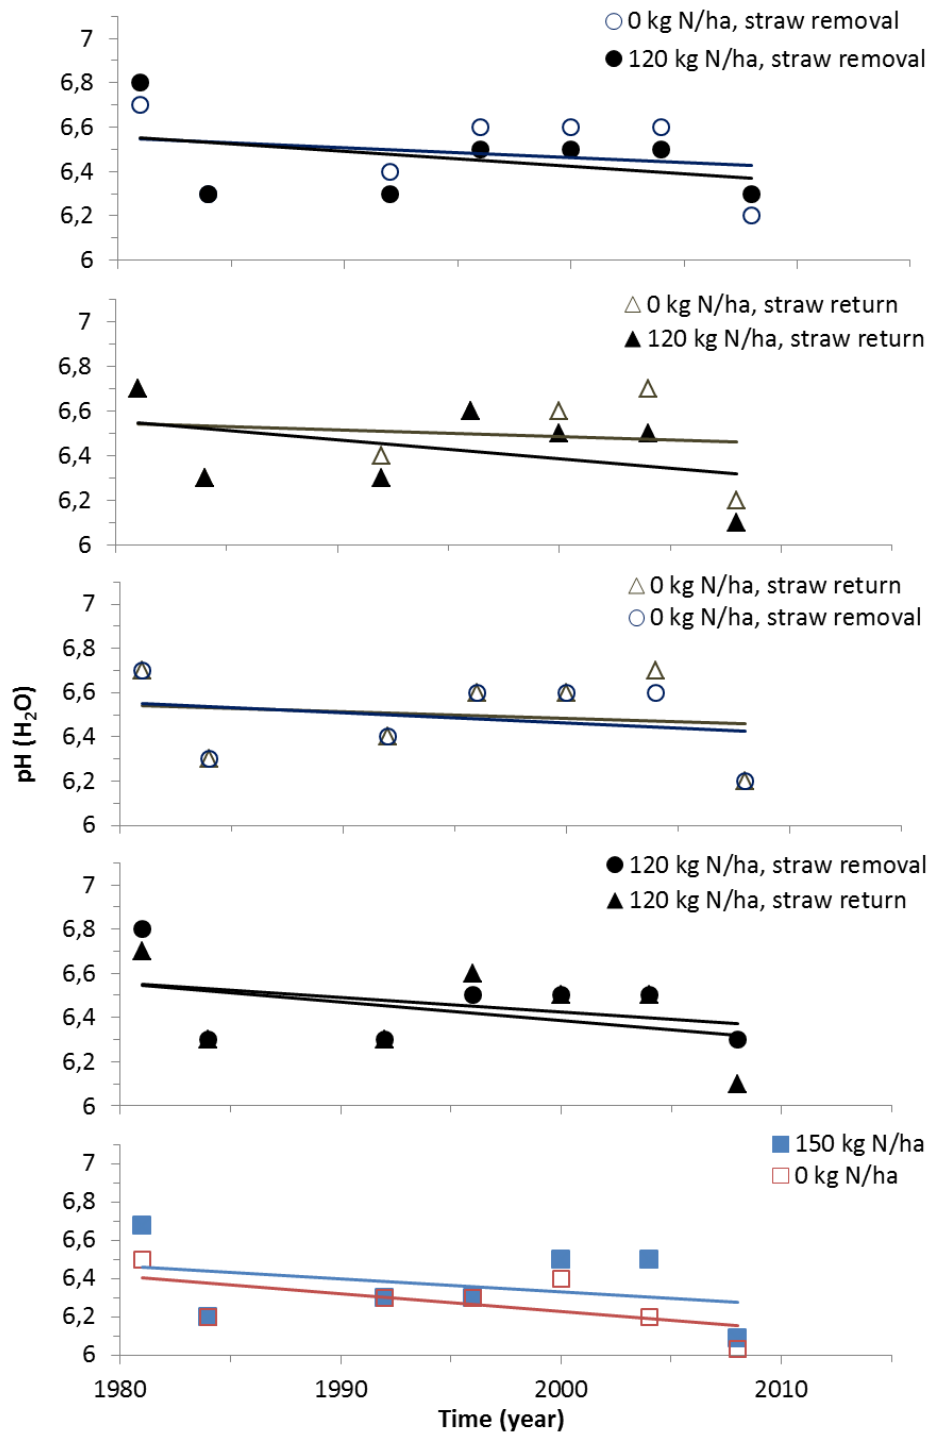 0 kg N/ha, straw removal
120 kg N/ha, straw removal
7
6,8
6,6
6,4
6,2
6
0 kg N/ha, straw return
120 kg N/ha, straw return
7
6,8
6,6
6,4
6,2
6
0 kg N/ha, straw return
0 kg N/ha, straw removal
7
6,8
6,6
6,4
6,2
6
pH (H₂O)
120 kg N/ha, straw removal
120 kg N/ha, straw return
7
6,8
6,6
6,4
6,2
6
150 kg N/ha
0 kg N/ha
7
6,8
6,6
6,4
6,2
6
1980 1990 2000 2010
Time (year)